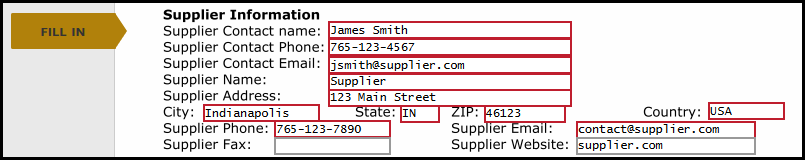 FILL IN
Supplier Information
Supplier Contact name: James Smith
Supplier Contact Phone: 765-123-4567
Supplier Contact Email: jsmith@supplier.com
Supplier Name: Supplier
Supplier Address: 123 Main Street
City: Indianapolis State: IN ZIP: 46123 Country: USA
Supplier Phone: 765-123-7890 Supplier Email: contact@supplier.com
Supplier Fax: Supplier Website: supplier.com